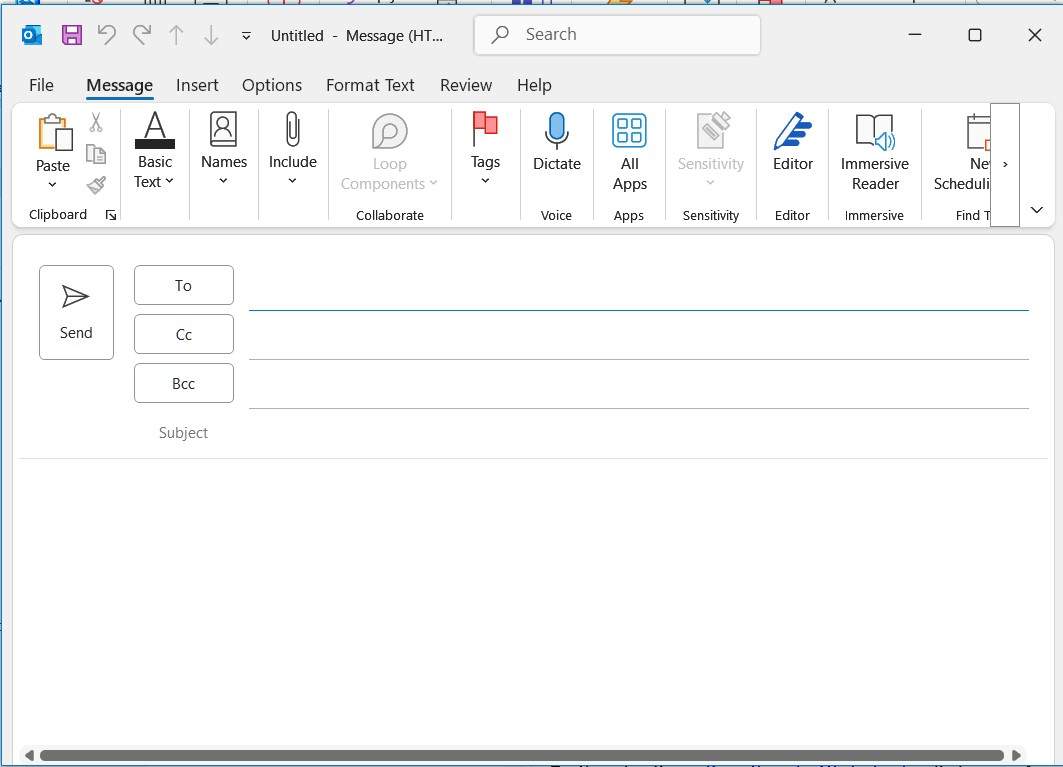 Untitled - Message (HT...
Search
File Message Insert Options Format Text Review Help
Paste
Basic
Text
Names
Include
Loop
Components
Tags
Dictate
All
Apps
Sensitivity
Editor
Immersive
Reader
Scheduli
Clipboard
Collaborate
Voice
Apps
Sensitivity
Editor
Immersive
Find T
Send
To
Cc
Bcc
Subject